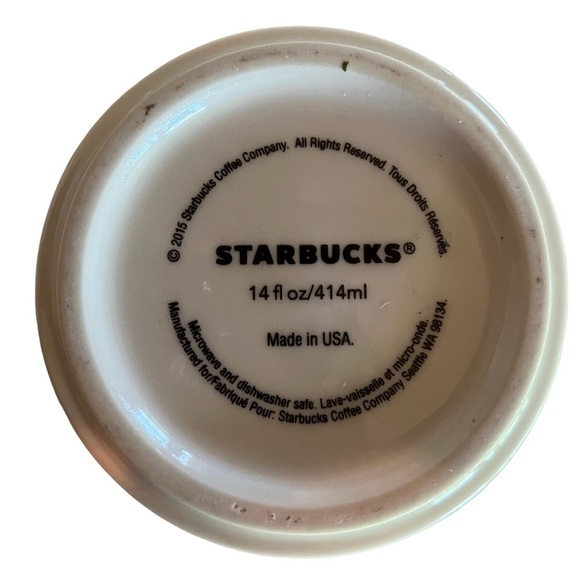 © 2015 Starbucks Coffee Company. All Rights Reserved. Tous Droits Réservés.
STARBUCKS®
14 fl oz/414ml
Made in USA.
Microwave and dishwasher safe. Lave-vaisselle et micro-onde.
Manufactured for/Fabriqué Pour: Starbucks Coffee Company Seattle WA 98134.